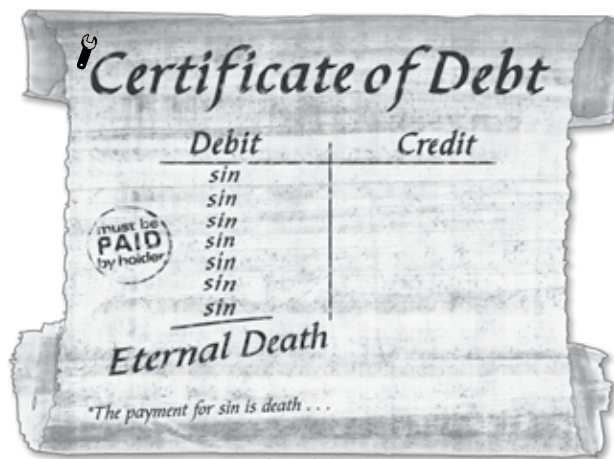 Certificate of Debt
Debit Credit
sin
sin
sin
sin
sin
sin
sin
must be
PAID
by holder
Eternal Death
*The payment for sin is death . . .